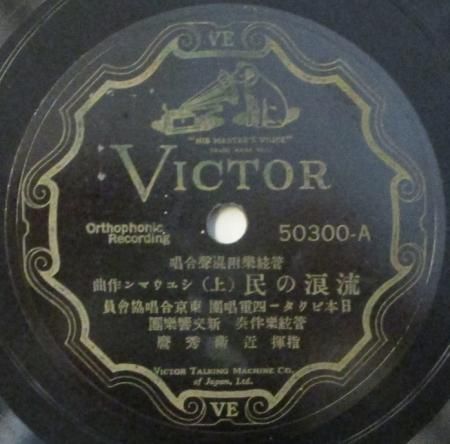 VE
"HIS MASTER'S VOICE"
VICTOR
Orthophonic
Recording
50300-A
管絃樂附混聲合唱
流浪の民（上）シユウマン作曲
日本ビクター四重唱團 東京合唱協會員
管絃樂伴奏 新交響樂團
指揮 近衛秀麿
VICTOR TALKING MACHINE CO.
of Japan, Ltd.
VE